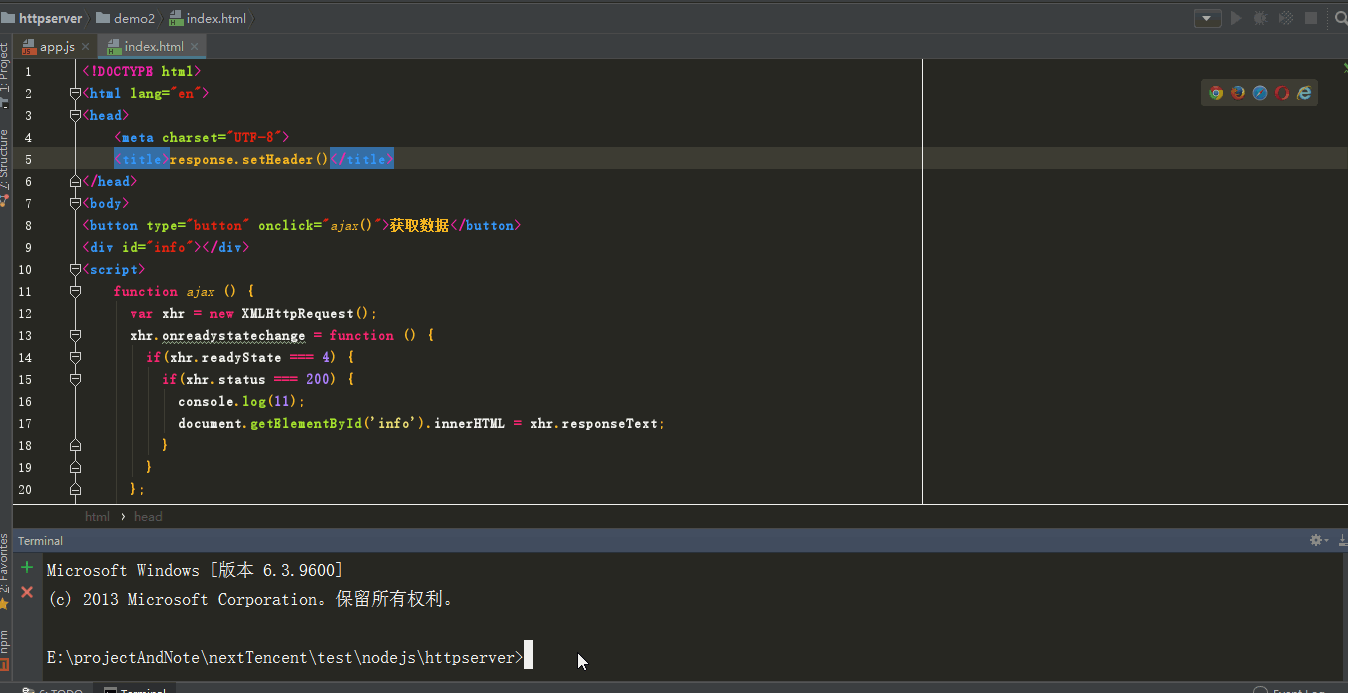 httpserver demo2 index.html
app.js index.html
1: Project
7: Structure
2: Favorites
npm
1 <!DOCTYPE html>
2 <html lang="en">
3 <head>
4 <meta charset="UTF-8">
5 <title>response.setHeader()</title>
6 </head>
7 <body>
8 <button type="button" onclick="ajax()">获取数据</button>
9 <div id="info"></div>
10 <script>
11 function ajax () {
12 var xhr = new XMLHttpRequest();
13 xhr.onreadystatechange = function () {
14 if(xhr.readyState === 4) {
15 if(xhr.status === 200) {
16 console.log(11);
17 document.getElementById('info').innerHTML = xhr.responseText;
18 }
19 }
20 };
html › head
Terminal
Microsoft Windows [版本 6.3.9600]
(c) 2013 Microsoft Corporation。保留所有权利。
E:\projectAndNote\nextTencent\test\nodejs\httpserver>
6: TODO Terminal Event Log